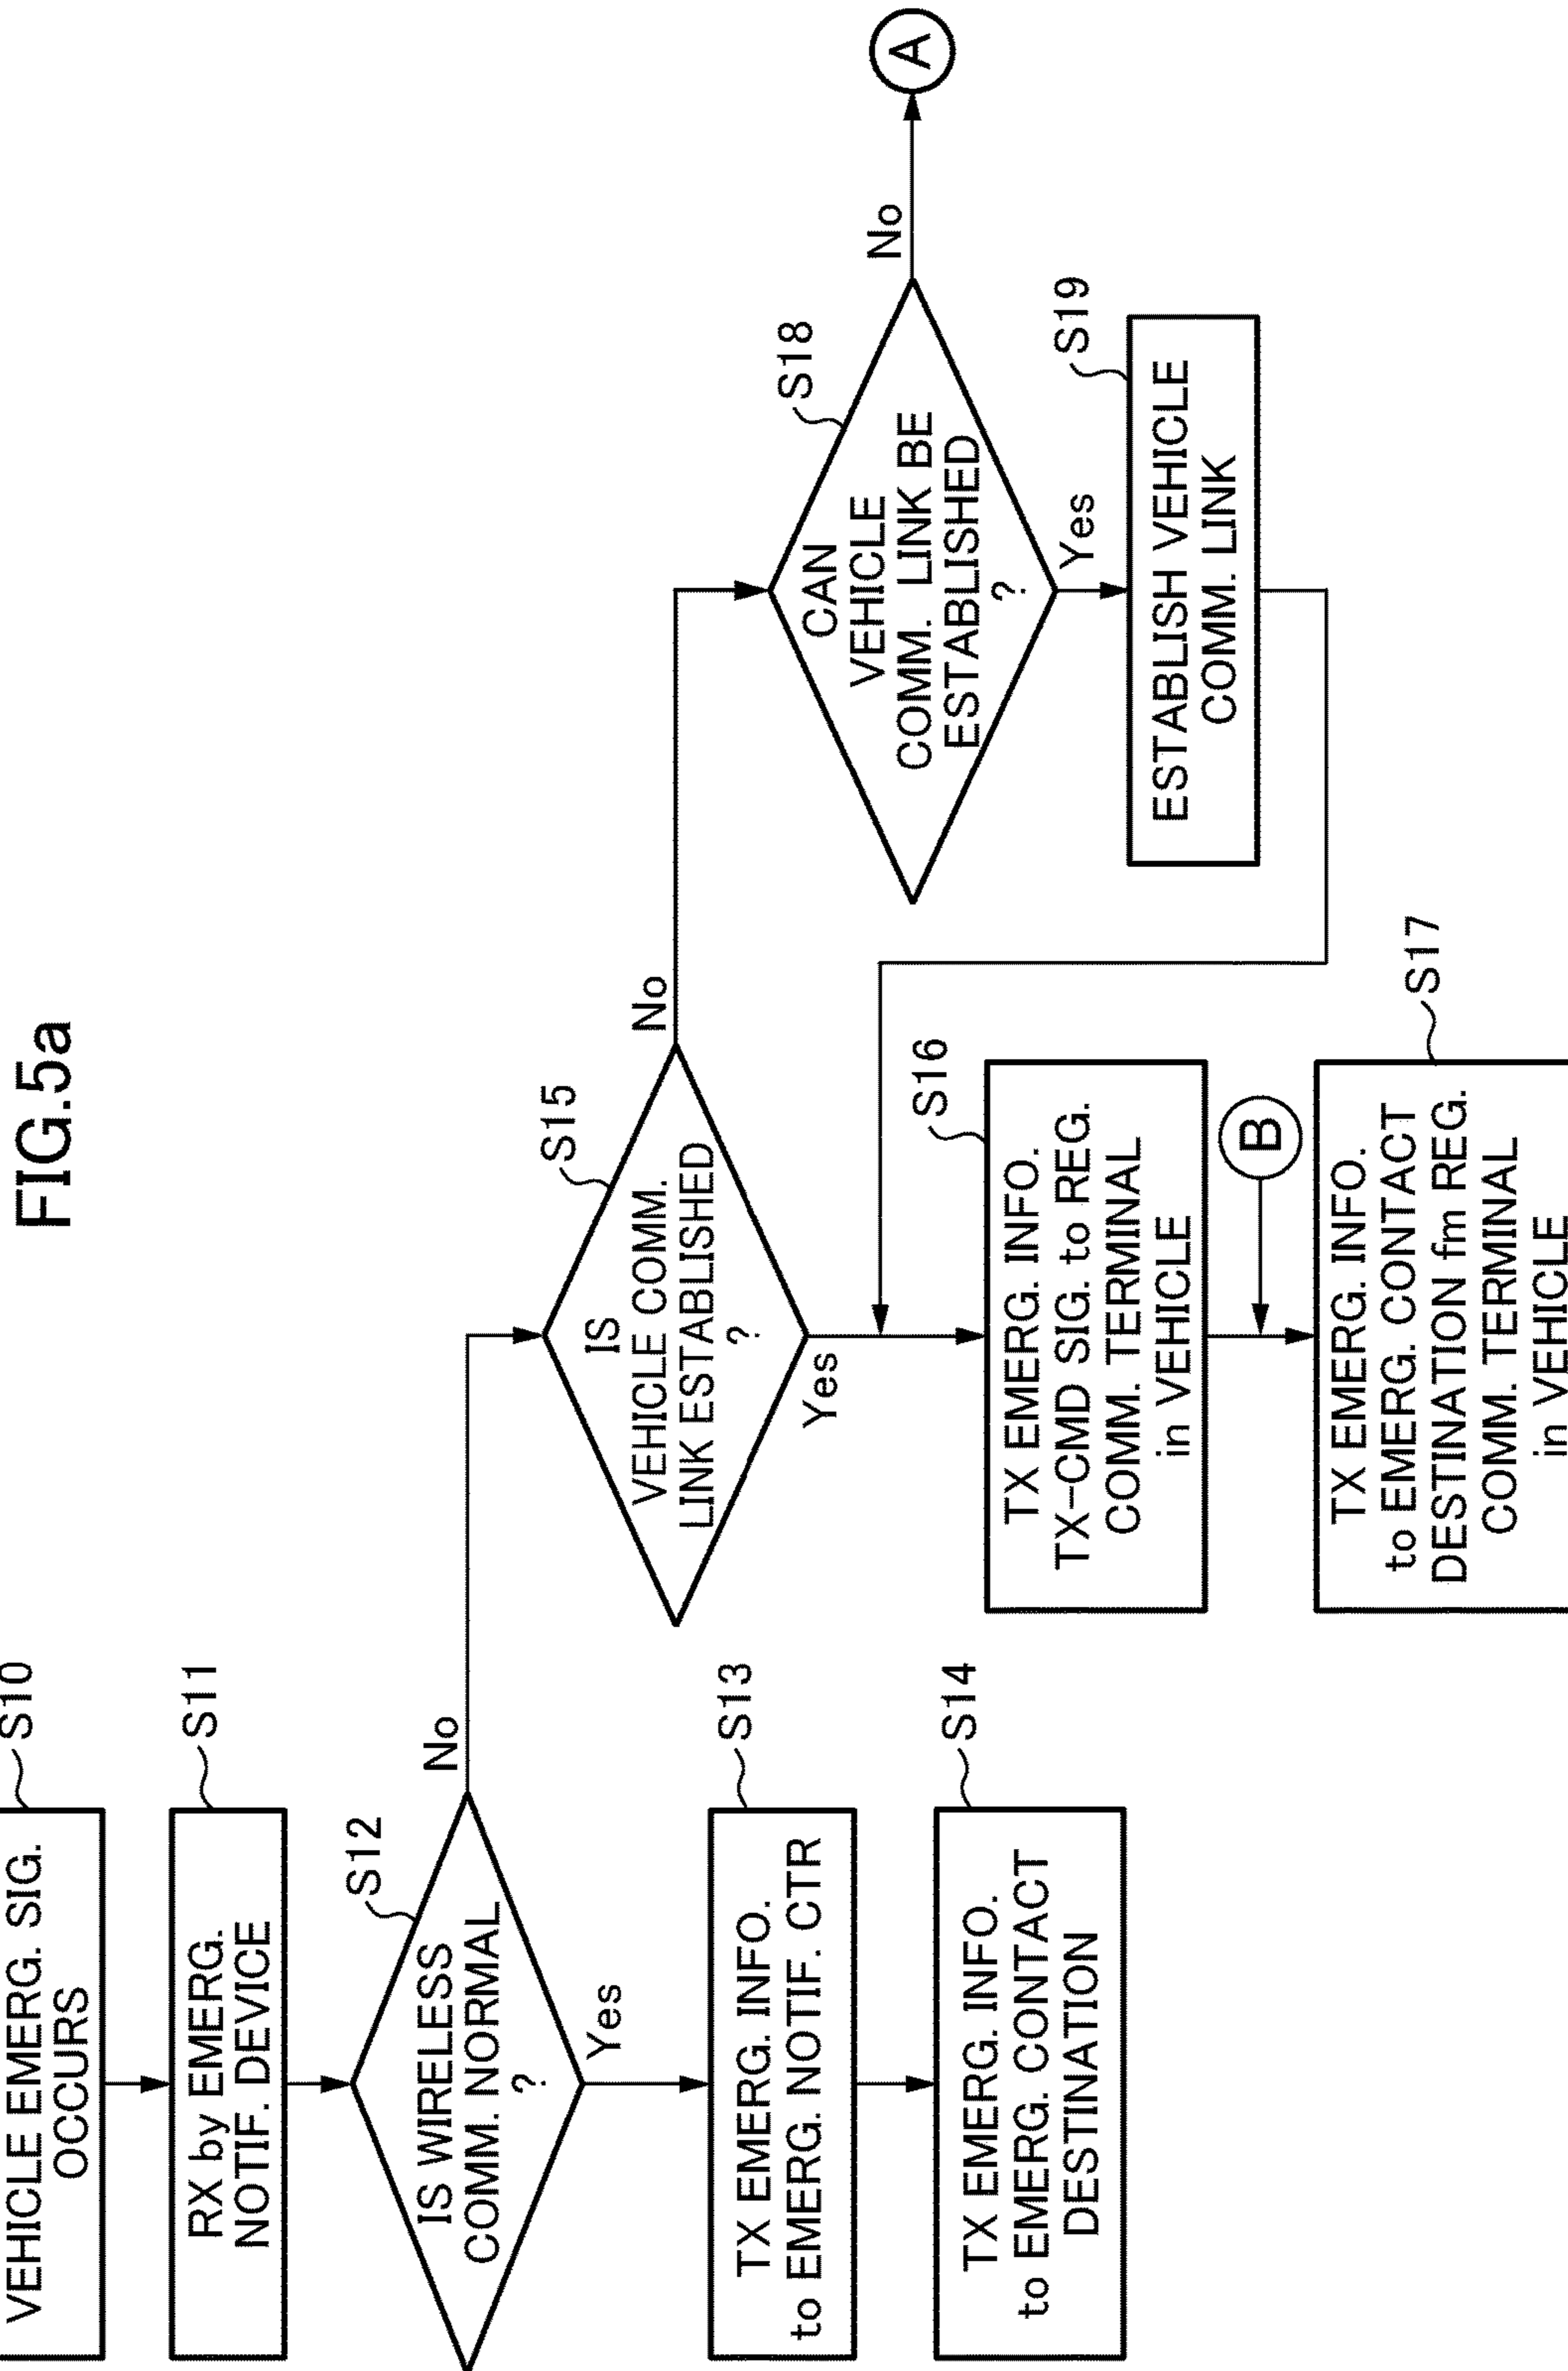 FIG.5a
VEHICLE EMERG. SIG.
OCCURS
S10
RX by EMERG.
NOTIF. DEVICE
S11
IS WIRELESS
COMM. NORMAL
?
S12
No
Yes
TX EMERG. INFO.
to EMERG. NOTIF. CTR
S13
TX EMERG. INFO.
to EMERG. CONTACT
DESTINATION
S14
IS
VEHICLE COMM.
LINK ESTABLISHED
?
S15
No
Yes
TX EMERG. INFO.
TX-CMD SIG. to REG.
COMM. TERMINAL
in VEHICLE
S16
B
TX EMERG. INFO.
to EMERG. CONTACT
DESTINATION fm REG.
COMM. TERMINAL
in VEHICLE
S17
CAN
VEHICLE
COMM. LINK BE
ESTABLISHED
?
S18
No
Yes
A
ESTABLISH VEHICLE
COMM. LINK
S19